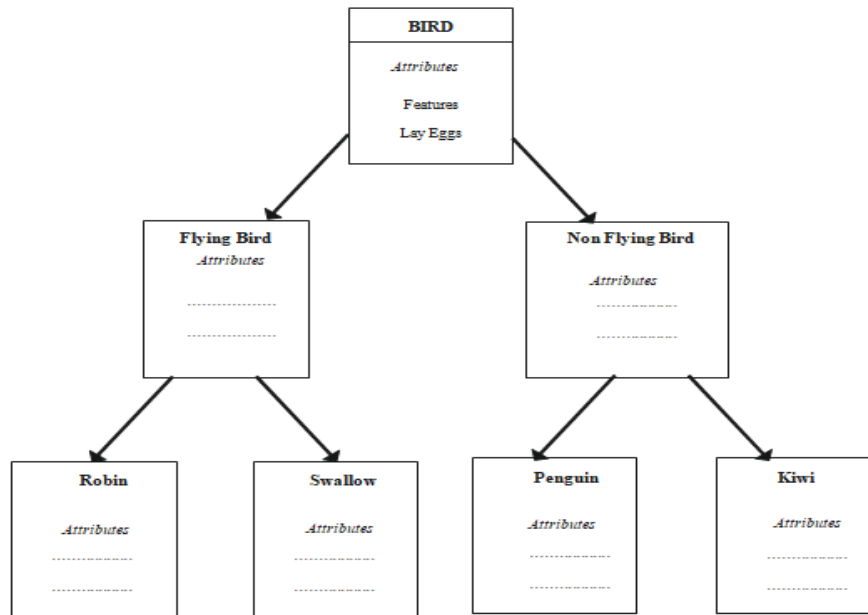 BIRD
Attributes
Features
Lay Eggs
Flying Bird
Attributes
--------------------
--------------------
Non Flying Bird
Attributes
------------------
------------------
Robin
Attributes
------------------
------------------
Swallow
Attributes
------------------
------------------
Penguin
Attributes
------------------
------------------
Kiwi
Attributes
------------------
------------------